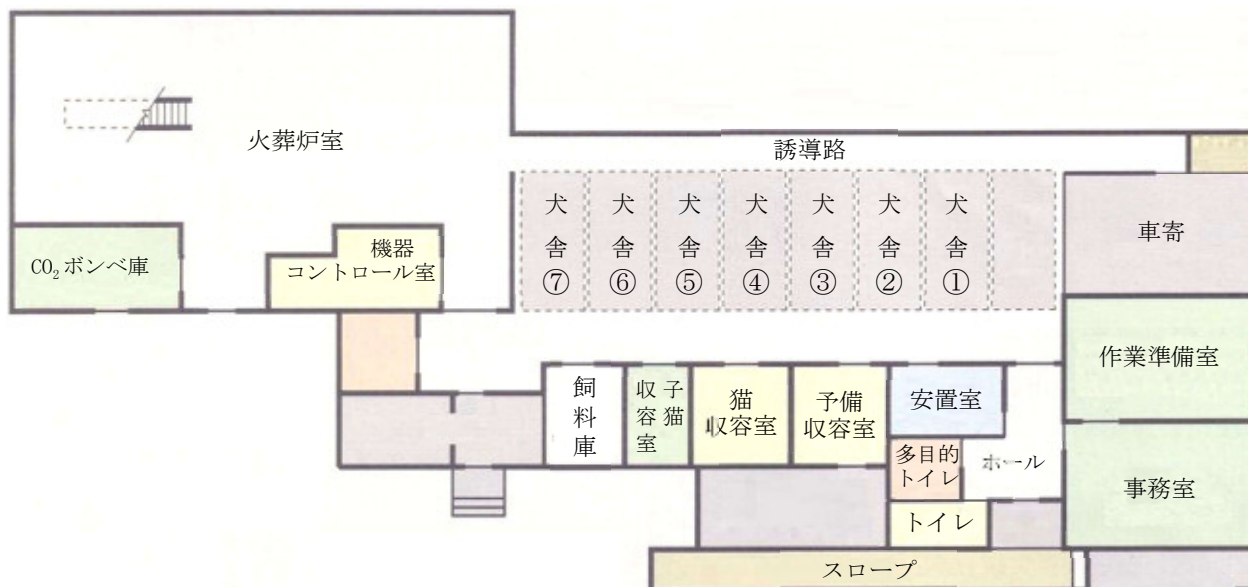 火葬炉室
誘導路
犬舎⑦
犬舎⑥
犬舎⑤
犬舎④
犬舎③
犬舎②
犬舎①
車寄
CO₂ボンベ庫
機器
コントロール室
作業準備室
飼料庫
子猫
収容室
猫
収容室
予備
収容室
安置室
多目的
トイレ
ホール
事務室
トイレ
スロープ